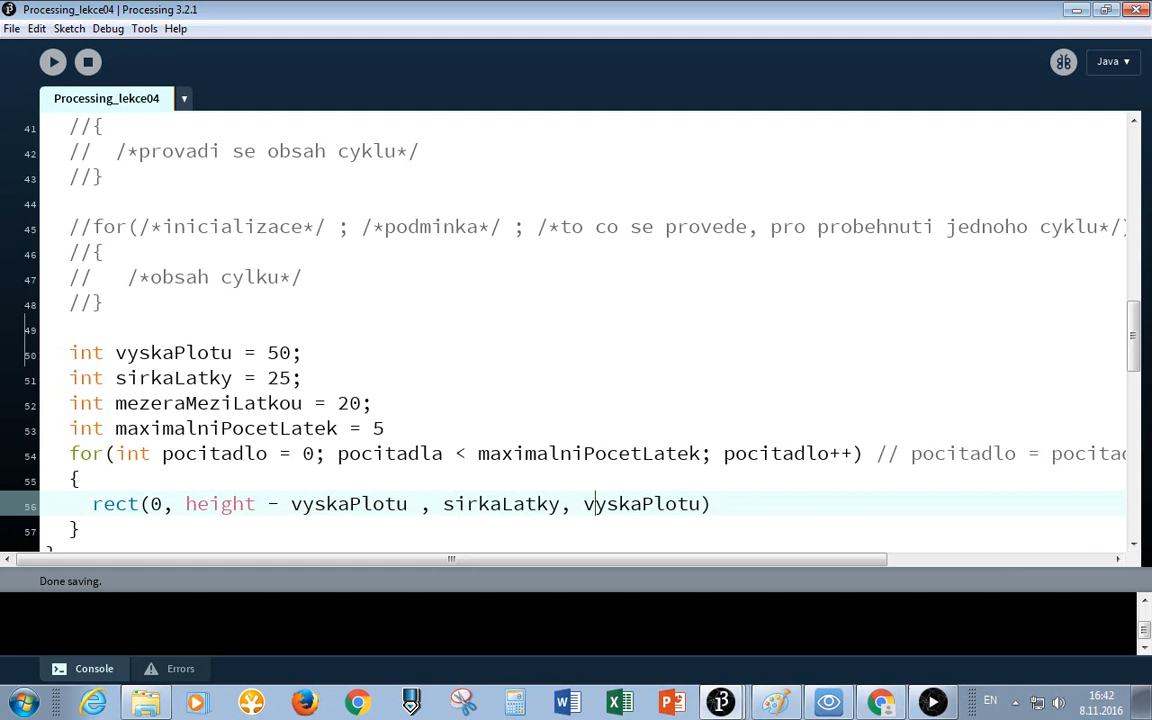 Processing_lekce04 | Processing 3.2.1
File Edit Sketch Debug Tools Help
Java ▾
Processing_lekce04 ▾
41 //{
42 // /*provadi se obsah cyklu*/
43 //}
44
45 //for(/*inicializace*/ ; /*podminka*/ ; /*to co se provede, pro probehnuti jednoho cyklu*/)
46 //{
47 // /*obsah cylku*/
48 //}
49
50 int vyskaPlotu = 50;
51 int sirkaLatky = 25;
52 int mezeraMeziLatkou = 20;
53 int maximalniPocetLatek = 5
54 for(int pocitadlo = 0; pocitadla < maximalniPocetLatek; pocitadlo++) // pocitadlo = pocitad
55 {
56 rect(0, height - vyskaPlotu , sirkaLatky, vyskaPlotu)
57 }
Done saving.
Console Errors
EN 16:42
8.11.2016